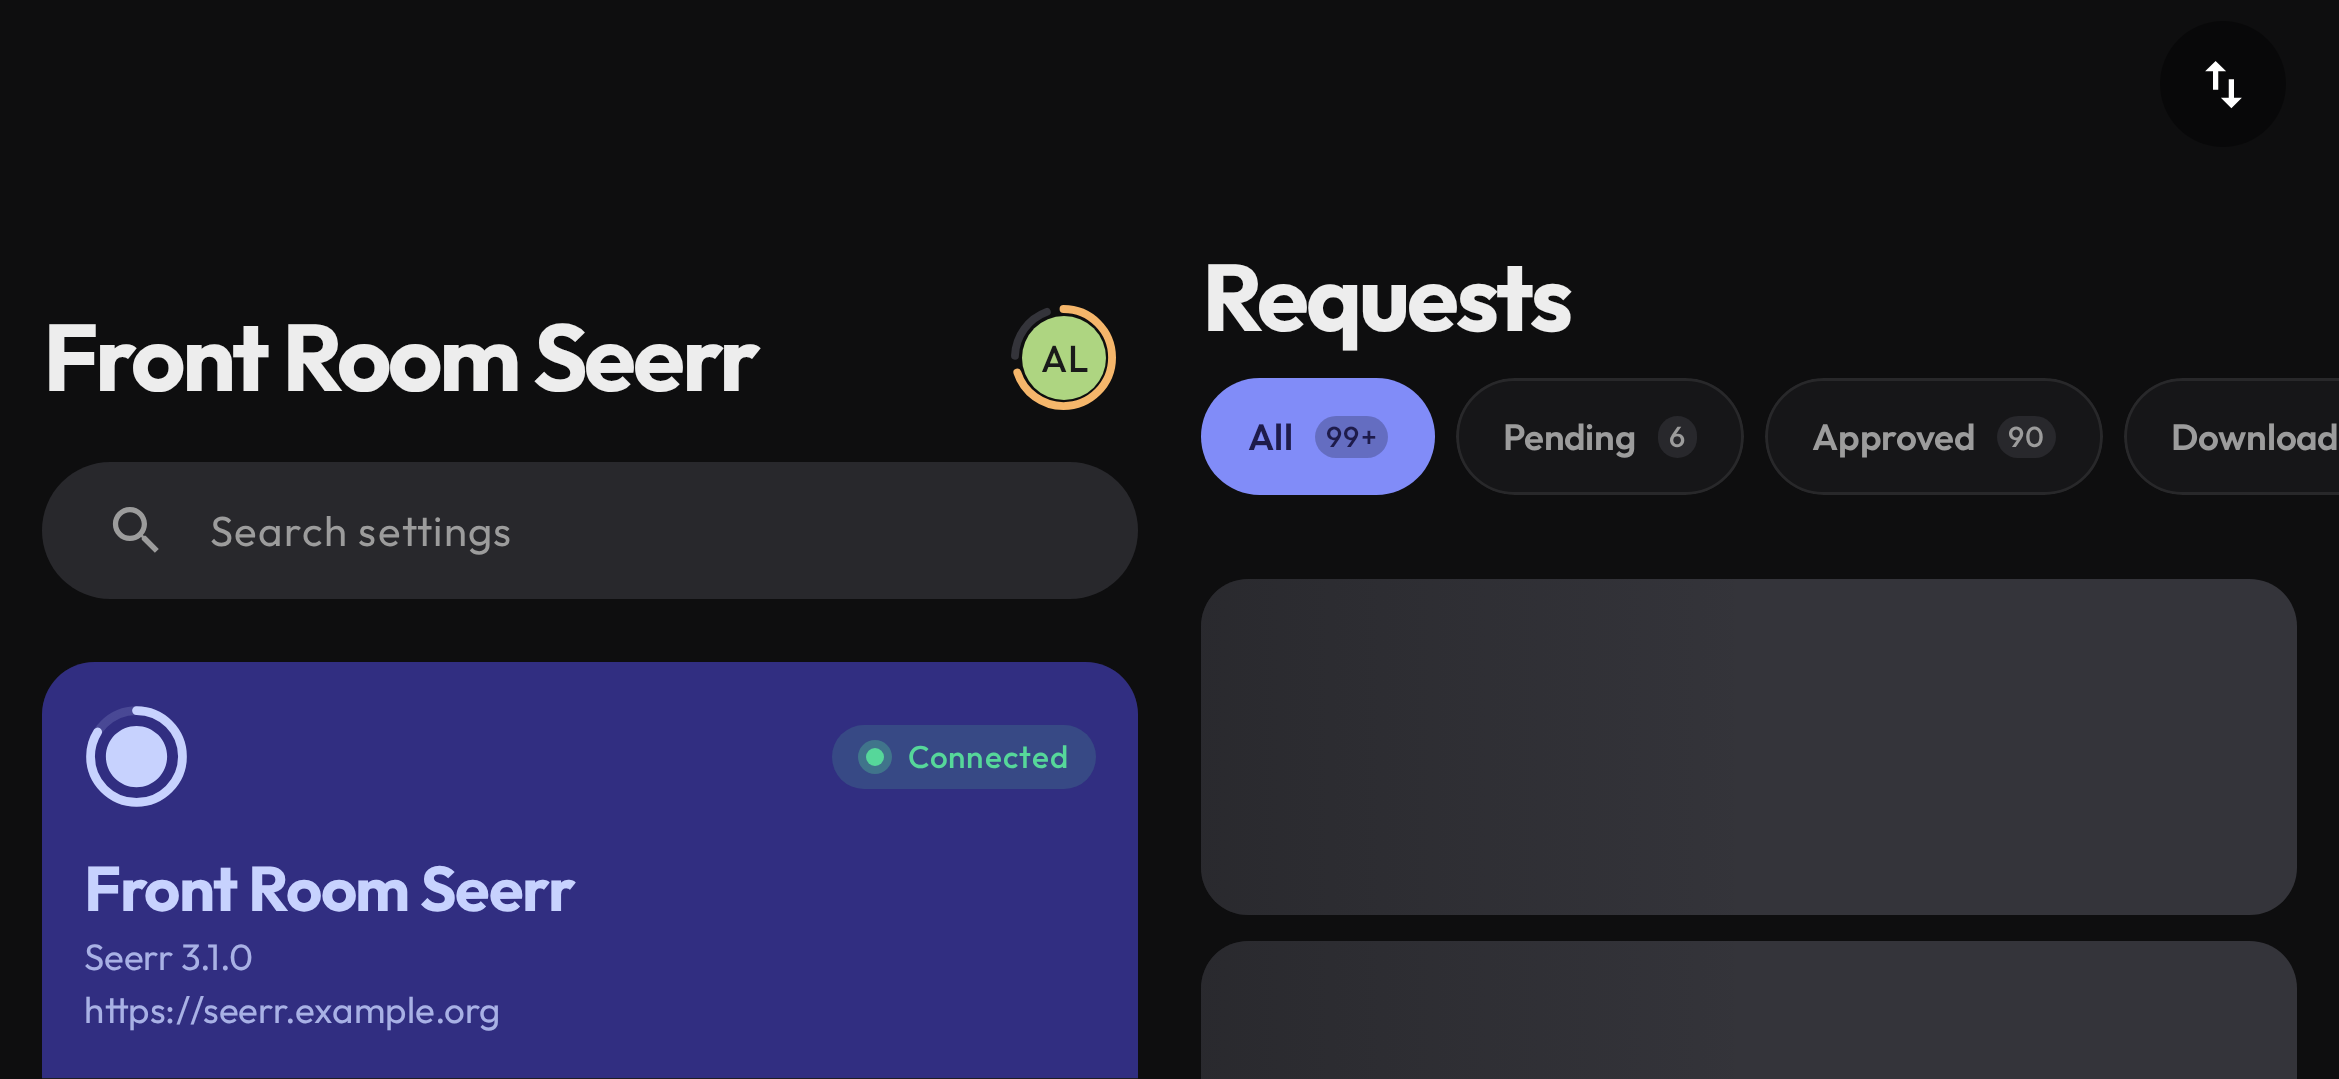 Front Room Seerr
AL
Search settings
Connected
Front Room Seerr
Seerr 3.1.0
https://seerr.example.org
Requests
All 99+
Pending 6
Approved 90
Download